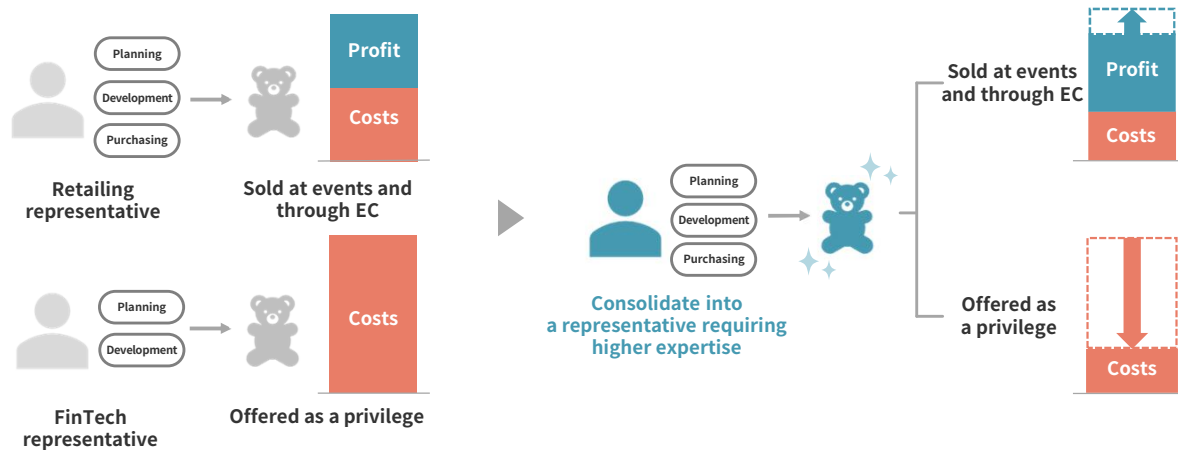 Planning
Development
Purchasing
Profit
Costs
Retailing
representative
Sold at events and
through EC
Planning
Development
Costs
FinTech
representative
Offered as a privilege
Planning
Development
Purchasing
Consolidate into
a representative requiring
higher expertise
Sold at events
and through EC
Profit
Costs
Offered as
a privilege
Costs